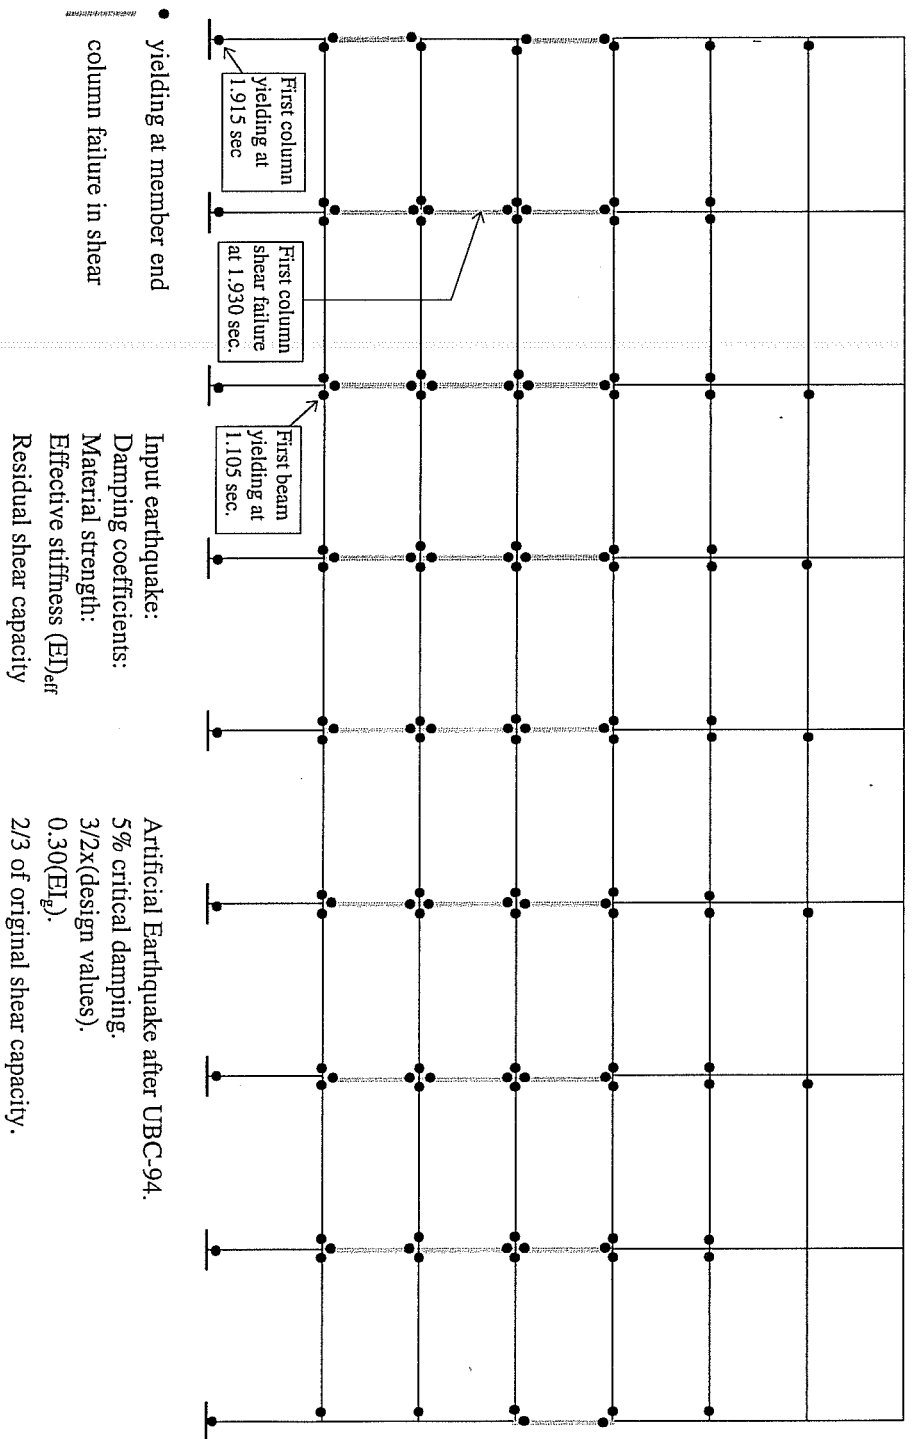 First column
yielding at
1.915 sec
First column
shear failure
at 1.930 sec.
First beam
yielding at
1.105 sec.
yielding at member end
column failure in shear
Input earthquake: Artificial Earthquake after UBC-94.
Damping coefficients: 5% critical damping.
Material strength: 3/2x(design values).
Effective stiffness (EI)eff 0.30(EIg).
Residual shear capacity 2/3 of original shear capacity.